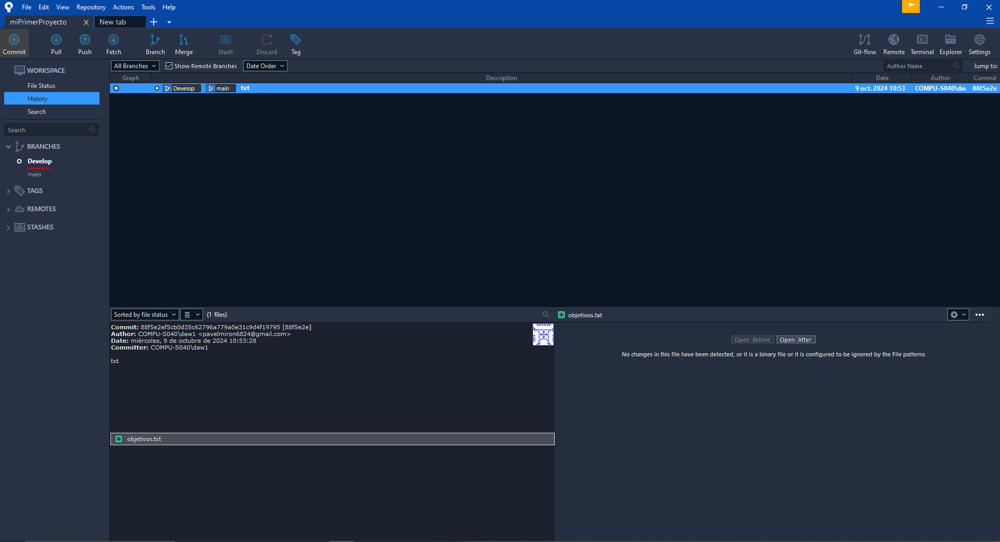 File Edit View Repository Actions Tools Help
miPrimerProyecto New tab
Commit Pull Push Fetch Branch Merge Stash Discard Tag Git-flow Remote Terminal Explorer Settings
WORKSPACE
File Status
History
Search
Search
BRANCHES
Develop
main
TAGS
REMOTES
STASHES
All Branches Show Remote Branches Date Order Author Name Jump to:
Graph Description Date Author Commit
Develop main txt 9 oct. 2024 10:53 COMPU-S040\dav 88f5e2e
Sorted by file status (1 files)
Commit: 88f5e2ef5cb0d35c62796a779a0e31c9d4f19795 [88f5e2e]
Author: COMPU-S040\daw1 <pavelmiron6824@gmail.com>
Date: miércoles, 9 de octubre de 2024 10:53:28
Committer: COMPU-S040\daw1
txt
objetivos.txt
objetivos.txt
Open 'Before' Open 'After'
No changes in this file have been detected, or it is a binary file or it is configured to be ignored by the File patterns